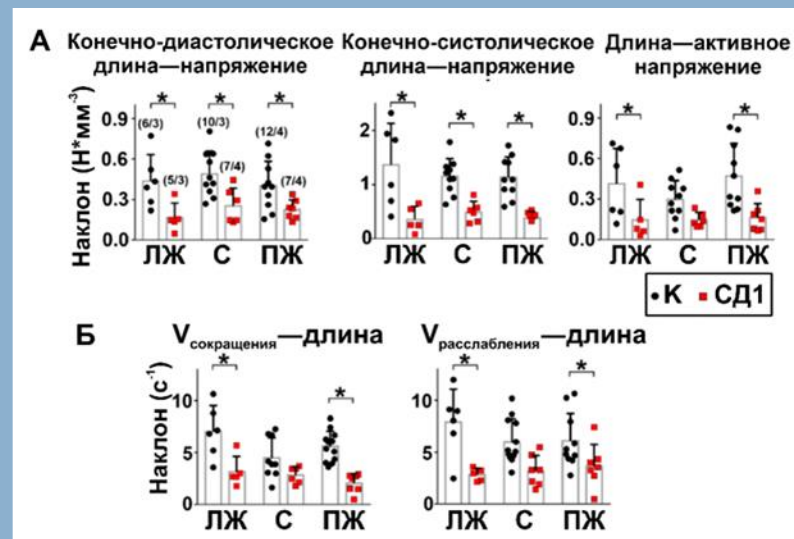 А
Конечно-диастолическое длина—напряжение
Конечно-систолическое длина—напряжение
Длина—активное напряжение
Наклон (Н*мм⁻³)
0.9
0.6
0.3
0.0
(6/3)
(5/3)
(10/3)
(7/4)
(12/4)
(7/4)
*
*
*
ЛЖ С ПЖ
2
1
0
*
*
*
ЛЖ С ПЖ
0.9
0.6
0.3
0.0
*
*
ЛЖ С ПЖ
К СД1
Б
Vсокращения—длина
Vрасслабления—длина
Наклон (с⁻¹)
10
5
0
*
*
ЛЖ С ПЖ
10
5
0
*
*
ЛЖ С ПЖ